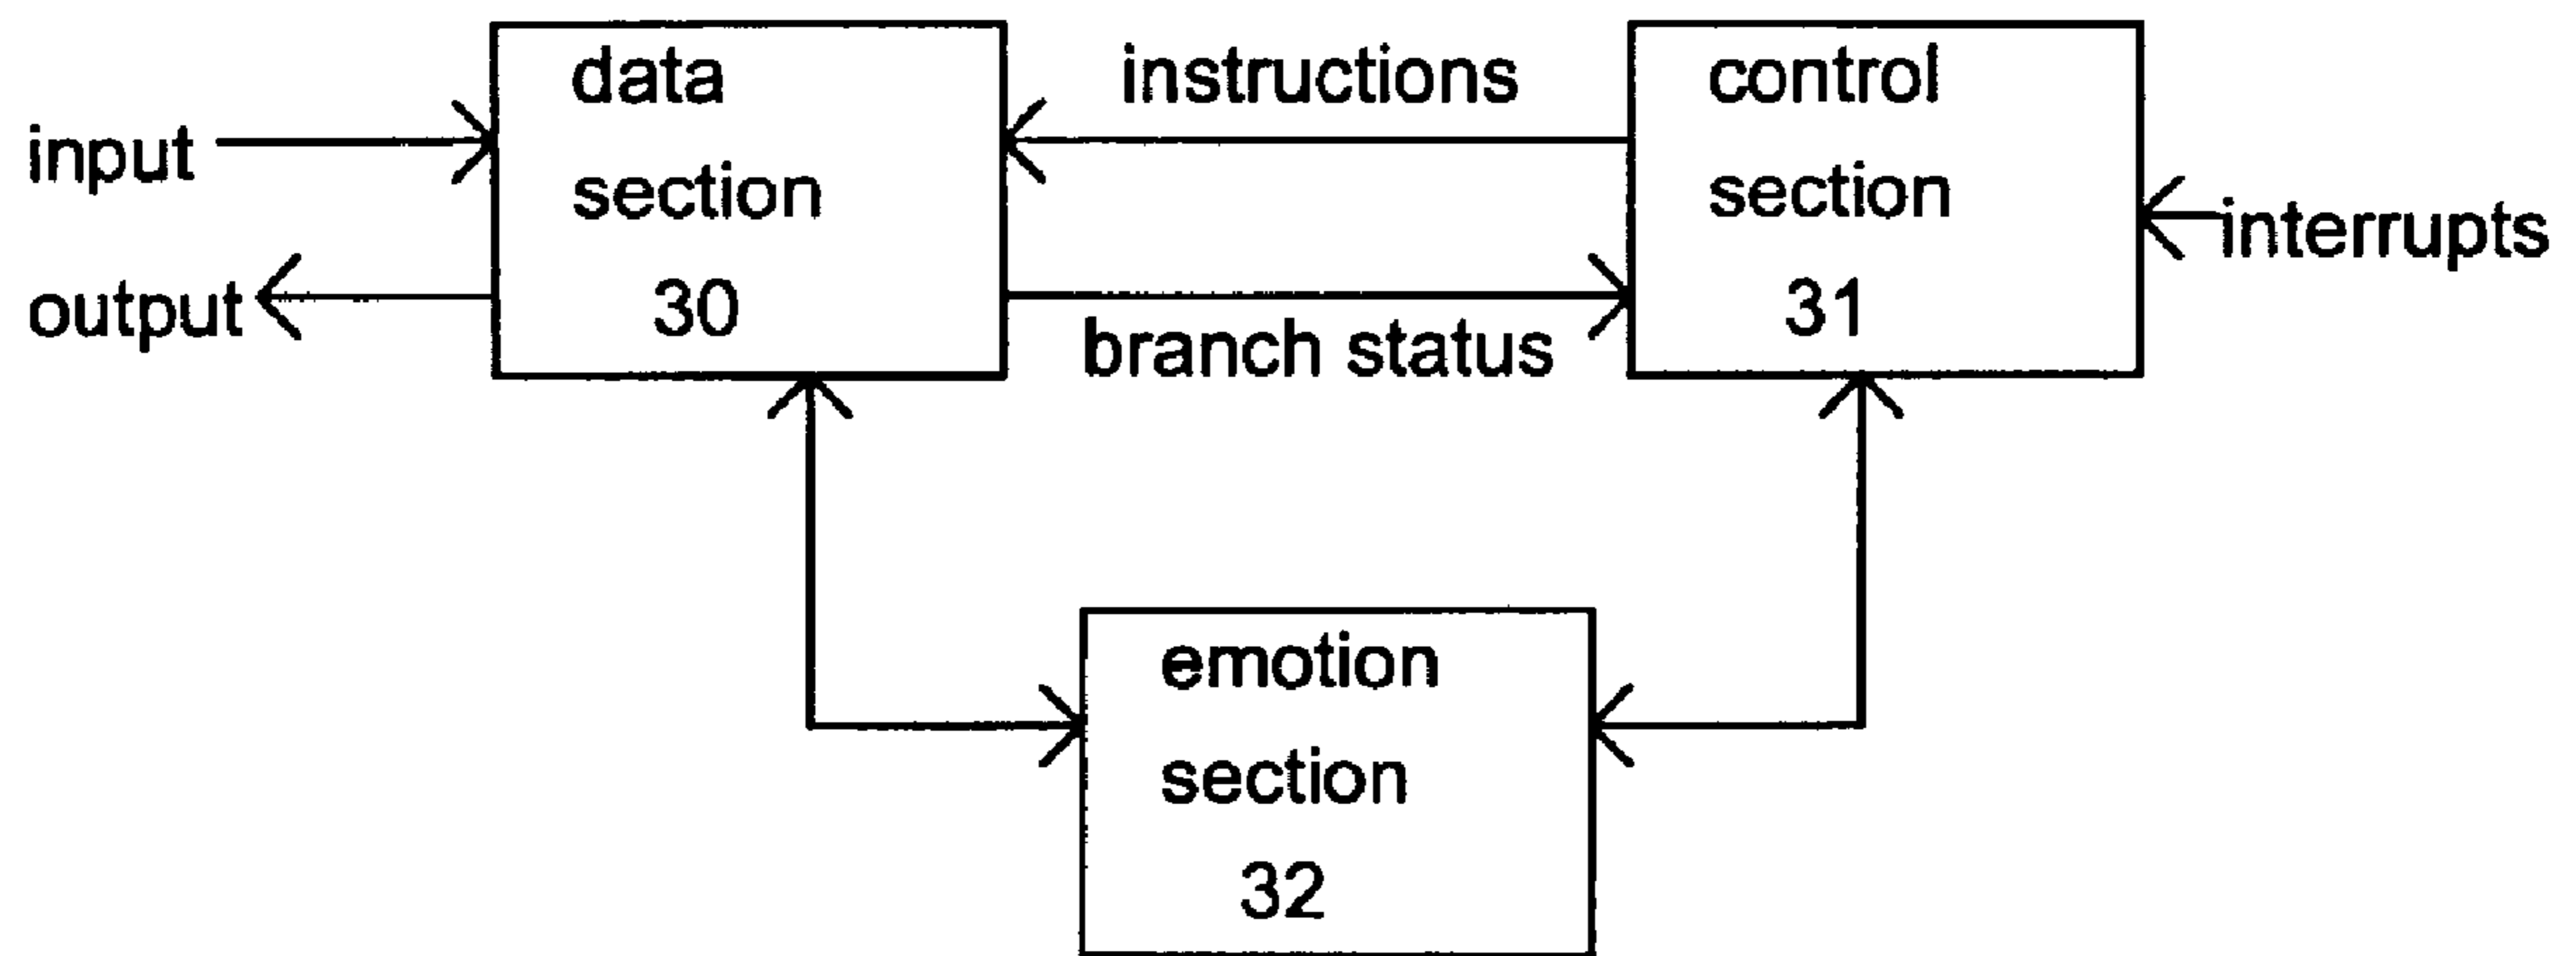 input
output
data
section
30
instructions
branch status
control
section
31
interrupts
emotion
section
32